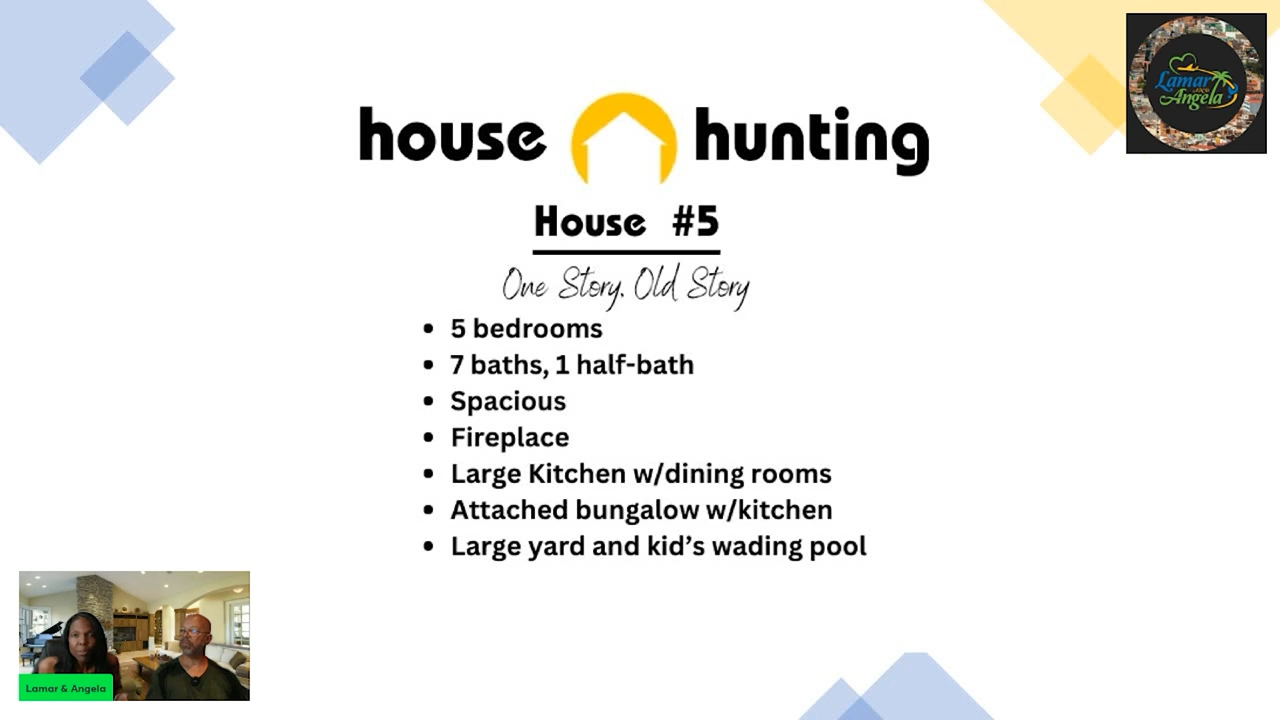 Lamar
Angela
house hunting
House #5
One Story, Old Story
• 5 bedrooms
• 7 baths, 1 half-bath
• Spacious
• Fireplace
• Large Kitchen w/dining rooms
• Attached bungalow w/kitchen
• Large yard and kid’s wading pool
Lamar & Angela